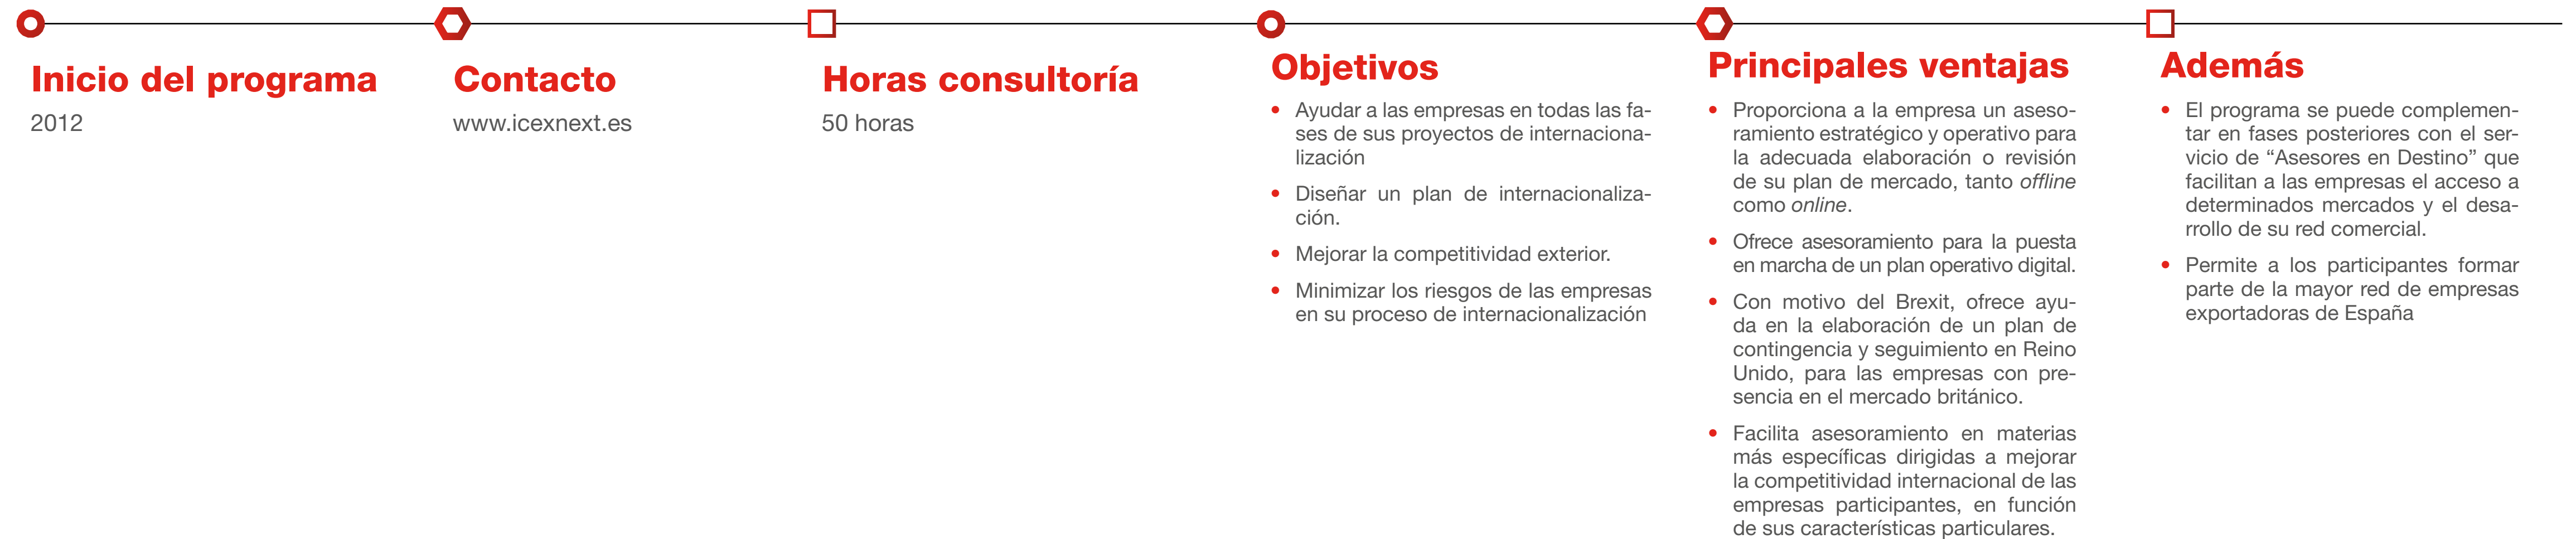 Inicio del programa
2012
Contacto
www.icexnext.es
Horas consultoría
50 horas
Objetivos
• Ayudar a las empresas en todas las fa-
ses de sus proyectos de internaciona-
lización
• Diseñar un plan de internacionaliza-
ción.
• Mejorar la competitividad exterior.
• Minimizar los riesgos de las empresas
en su proceso de internacionalización
Principales ventajas
• Proporciona a la empresa un aseso-
ramiento estratégico y operativo para
la adecuada elaboración o revisión
de su plan de mercado, tanto offline
como online.
• Ofrece asesoramiento para la puesta
en marcha de un plan operativo digital.
• Con motivo del Brexit, ofrece ayu-
da en la elaboración de un plan de
contingencia y seguimiento en Reino
Unido, para las empresas con pre-
sencia en el mercado británico.
• Facilita asesoramiento en materias
más específicas dirigidas a mejorar
la competitividad internacional de las
empresas participantes, en función
de sus características particulares.
Además
• El programa se puede complemen-
tar en fases posteriores con el ser-
vicio de “Asesores en Destino” que
facilitan a las empresas el acceso a
determinados mercados y el desa-
rrollo de su red comercial.
• Permite a los participantes formar
parte de la mayor red de empresas
exportadoras de España